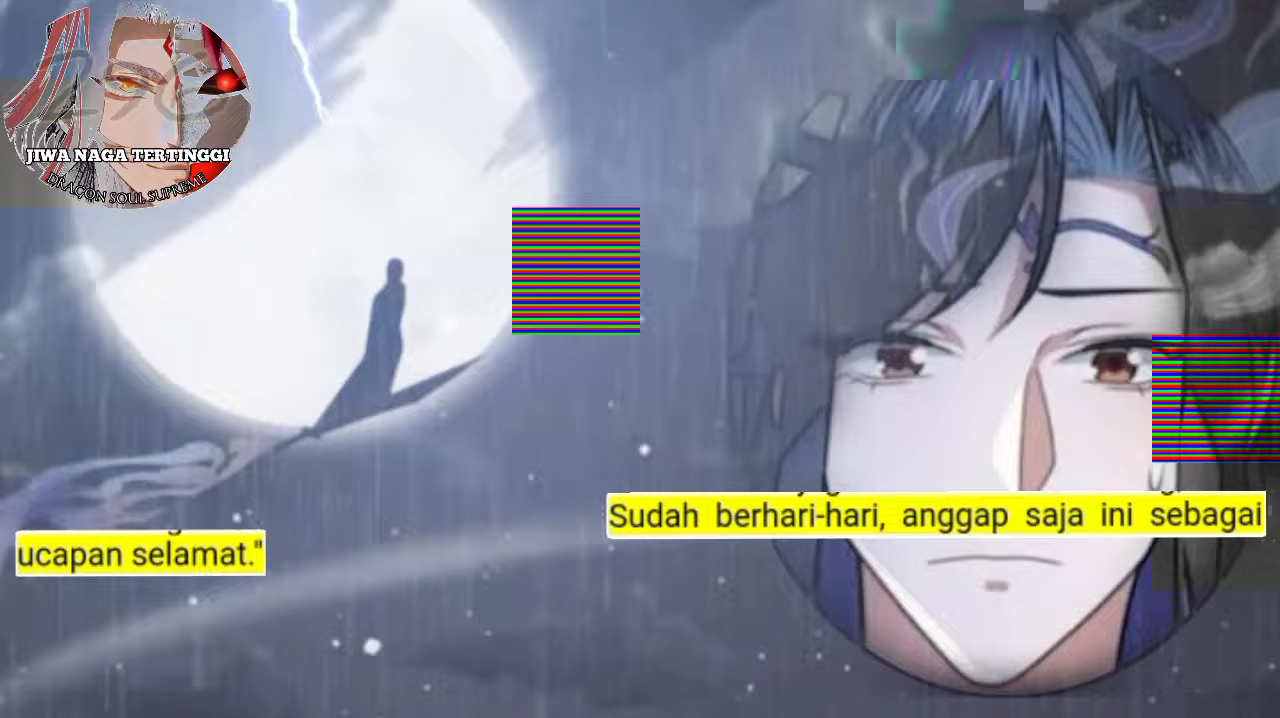 JIWA NAGA TERTINGGI
DRAGON SOUL SUPREME
Sudah berhari-hari, anggap saja ini sebagai
ucapan selamat."